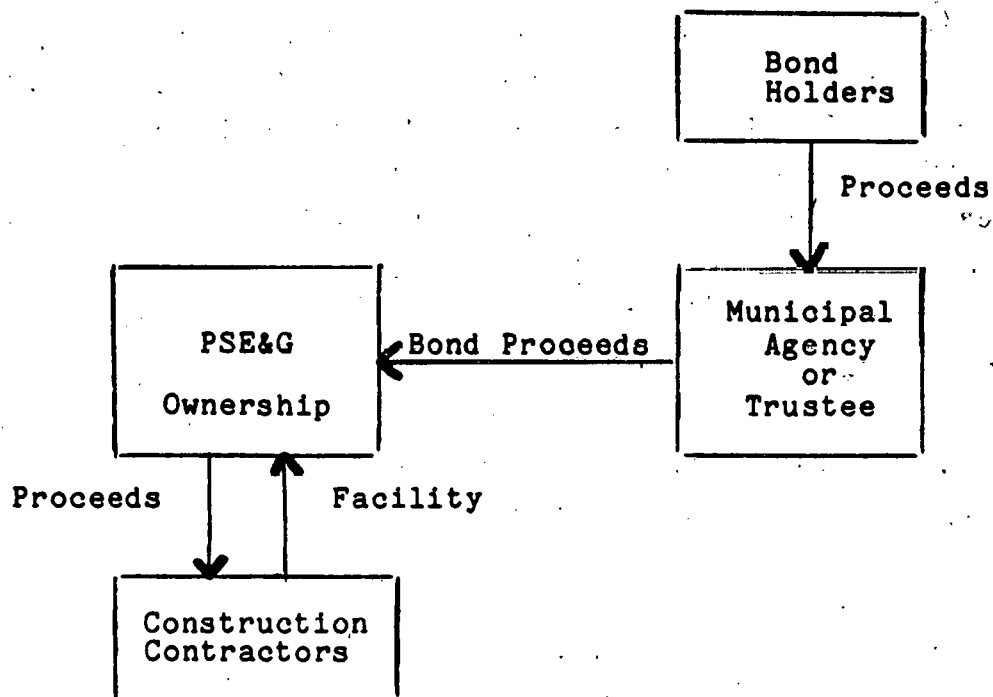 Bond
Holders
Proceeds
Municipal
Agency
or
Trustee
Bond Proceeds
PSE&G
Ownership
Proceeds
Facility
Construction
Contractors